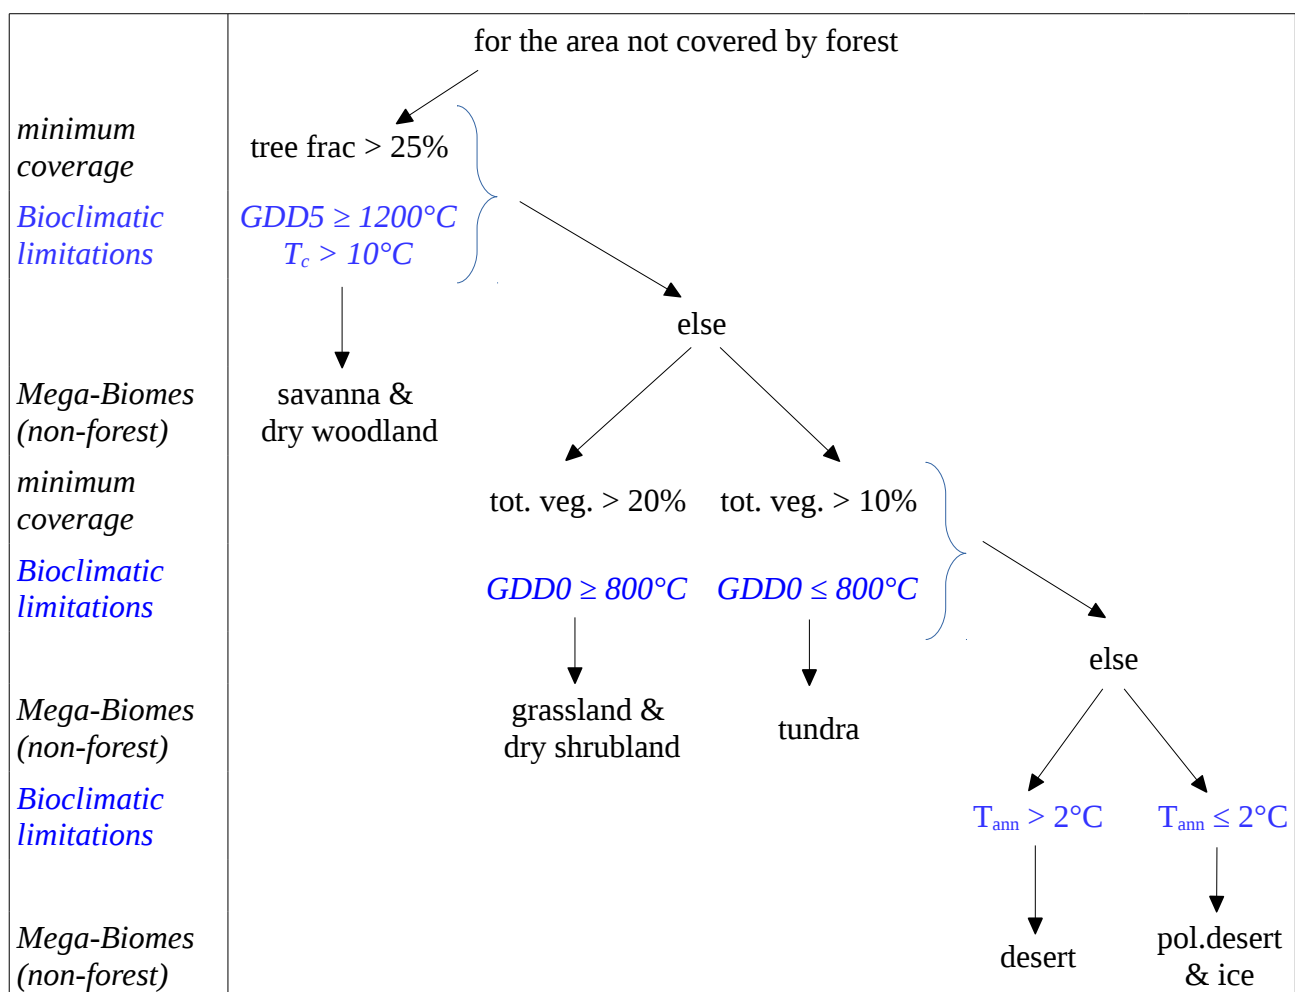 for the area not covered by forest
minimum
coverage
tree frac > 25%
Bioclimatic
limitations
GDD5 ≥ 1200°C
Tc > 10°C
else
Mega-Biomes
(non-forest)
savanna &
dry woodland
minimum
coverage
tot. veg. > 20%
tot. veg. > 10%
Bioclimatic
limitations
GDD0 ≥ 800°C
GDD0 ≤ 800°C
else
Mega-Biomes
(non-forest)
grassland &
dry shrubland
tundra
Bioclimatic
limitations
Tann > 2°C
Tann ≤ 2°C
Mega-Biomes
(non-forest)
desert
pol.desert
& ice